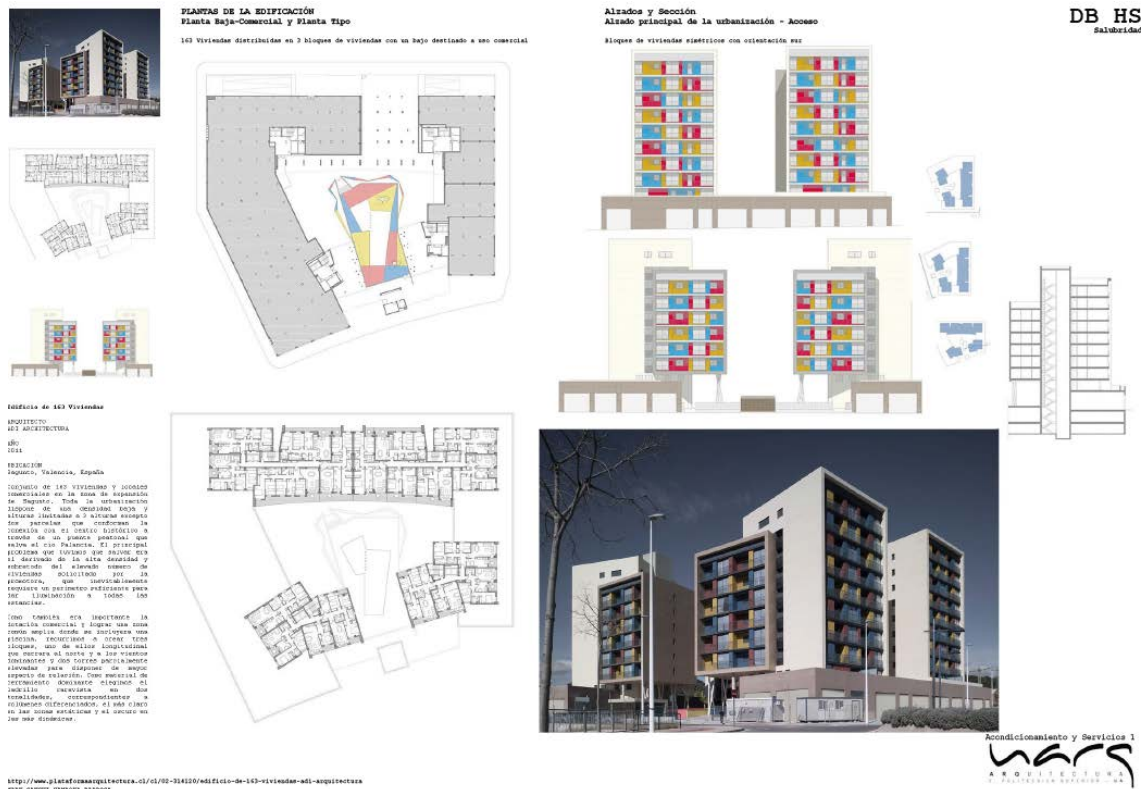 PLANTAS DE LA EDIFICACIÓN
Planta Baja-Comercial y Planta Tipo
163 Viviendas distribuidas en 3 bloques de viviendas con un bajo destinado a uso comercial
Alzados y Sección
Alzado principal de la urbanización - Acceso
Bloques de viviendas simétricos con orientación sur
DB HS
Salubridad
Edificio de 163 Viviendas
ARQUITECTO
ADI ARCHITECTURA
AÑO
2011
UBICACIÓN
Sagunto, Valencia, España
Conjunto de 163 viviendas y locales
comerciales en la zona de expansión
de Sagunto. Toda la urbanización
dispone de una densidad baja y
alturas limitadas a 3 alturas excepto
dos parcelas que conforman la
conexión con el centro histórico a
través de un puente peatonal que
salva el río Palancia. El principal
problema que tuvimos que salvar era
el derivado de la alta densidad y
sobretodo del elevado número de
viviendas solicitado por la
promotora, que inevitablemente
requiere un perímetro suficiente para
dar iluminación a todas las
estancias.
Como también era importante la
dotación comercial y lograr una zona
común amplia donde se incluyera una
piscina, recurrimos a crear tres
bloques, uno de ellos longitudinal
que cerrara el norte y a los vientos
dominantes y dos torres parcialmente
elevadas para disponer de mayor
espacio de relación. Como material de
cerramiento dominante elegimos el
ladrillo caravista en dos
tonalidades, correspondientes a
volúmenes diferenciados, el más claro
en las zonas estáticas y el oscuro en
las más dinámicas.
http://www.plataformaarquitectura.cl/cl/02-314520/edificio-de-163-viviendas-adi-arquitectura
Acondicionamiento y Servicios 1
ARQUITECTURA
E. POLITÉCNICA SUPERIOR